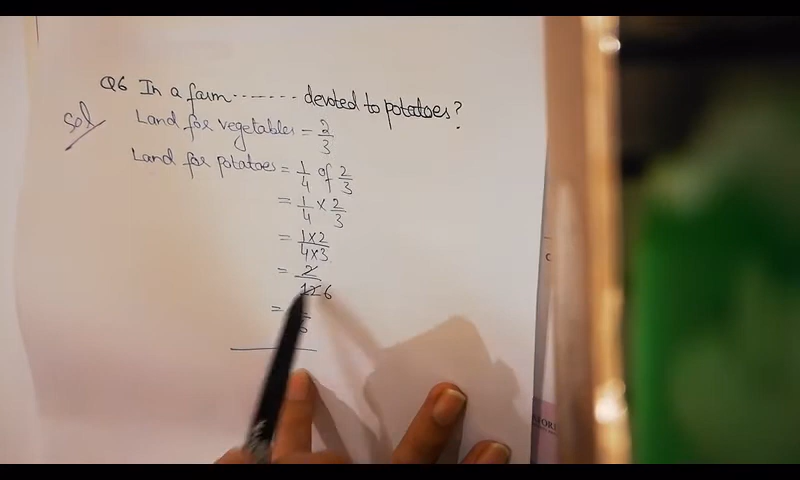 Q6 In a farm ....... devoted to potatoes?
Sol
Land for vegetables = 2/3
Land for potatoes = 1/4 of 2/3
= 1/4 × 2/3
= 1×2/4×3
= 2/12 6
=